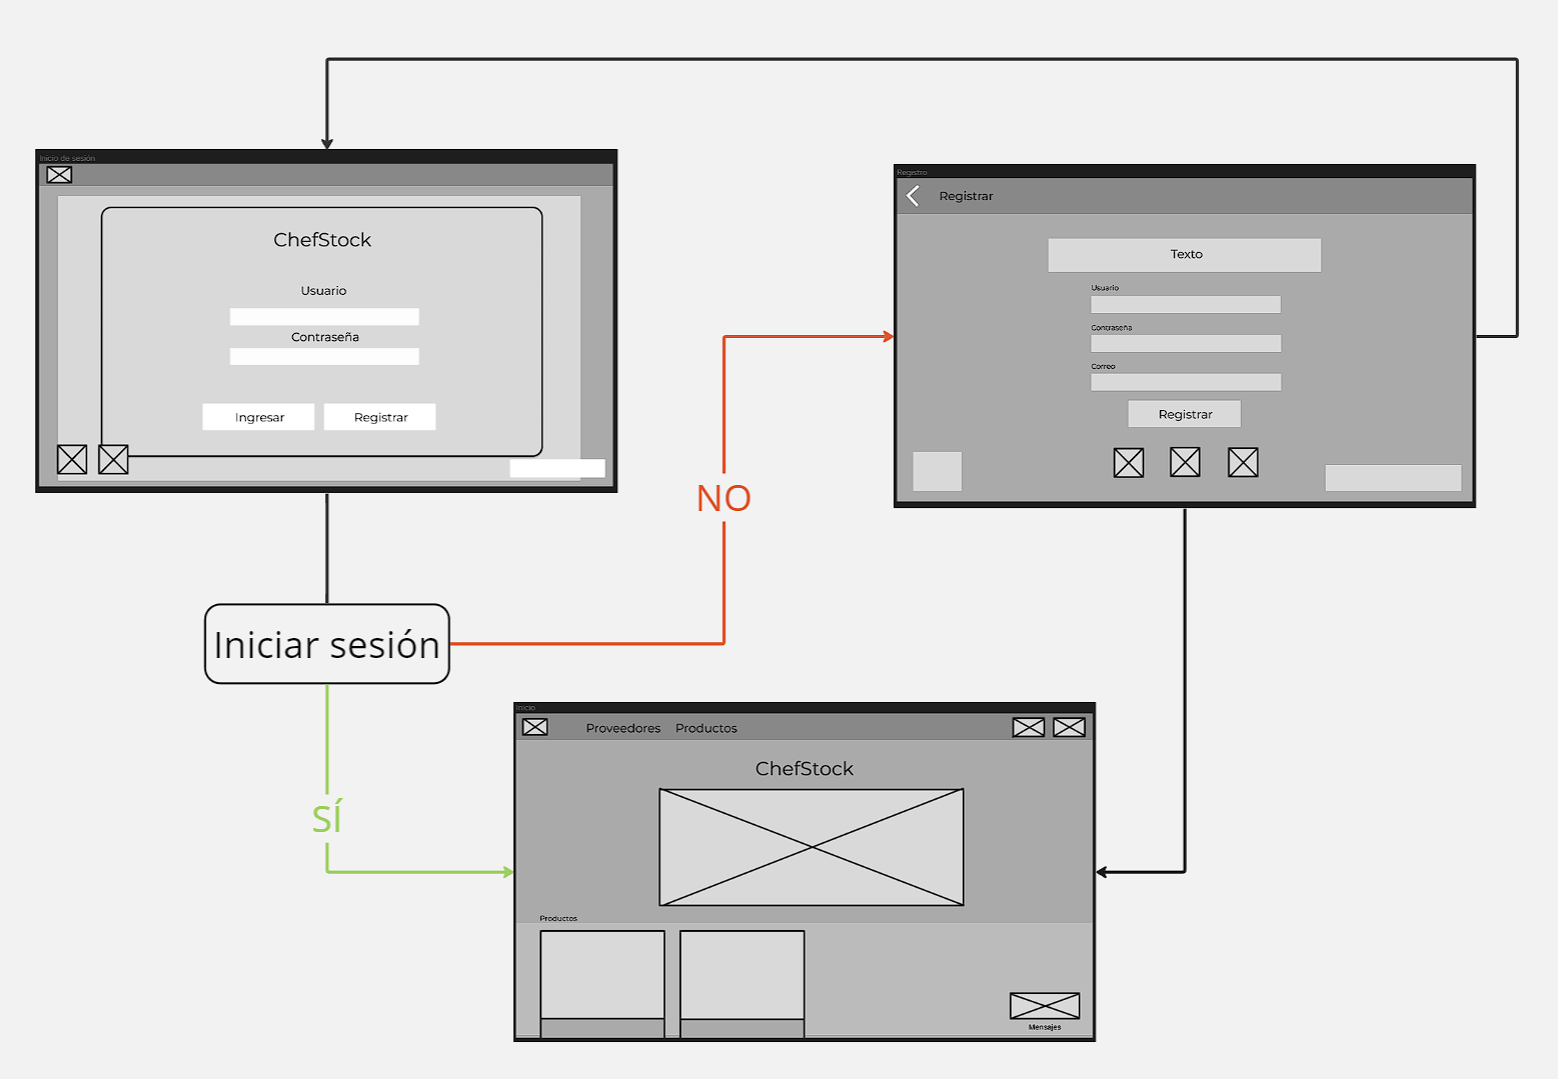 Inicio de sesión
ChefStock
Usuario
Contraseña
Ingresar
Registrar
Registro
Registrar
Texto
Usuario
Contraseña
Correo
Registrar
NO
Iniciar sesión
SÍ
Inicio
Proveedores
Productos
ChefStock
Productos
Mensajes